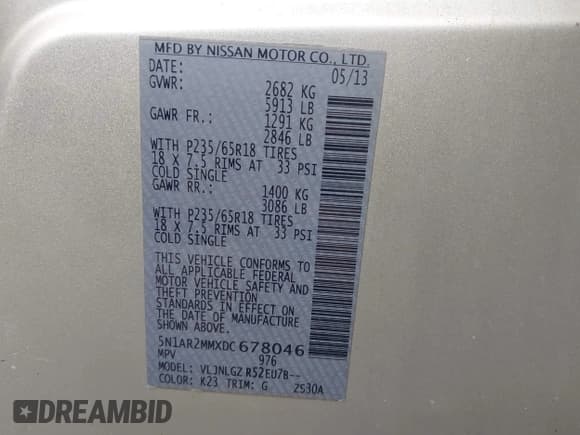 MFD BY NISSAN MOTOR CO., LTD.
DATE: 05/13
GVWR: 2682 KG
5913 LB
GAWR FR.: 1291 KG
2846 LB
WITH P235/65R18 TIRES
18 X 7.5 RIMS AT 33 PSI
COLD SINGLE
GAWR RR.: 1400 KG
3086 LB
WITH P235/65R18 TIRES
18 X 7.5 RIMS AT 33 PSI
COLD SINGLE
THIS VEHICLE CONFORMS TO
ALL APPLICABLE FEDERAL
MOTOR VEHICLE SAFETY AND
THEFT PREVENTION
STANDARDS IN EFFECT ON
THE DATE OF MANUFACTURE
SHOWN ABOVE.
5N1AR2MMXDC678046
MPV 976
MODEL: VLJNLGZ R52EU7B--
COLOR: K23 TRIM: G 2530A
DREAMBID